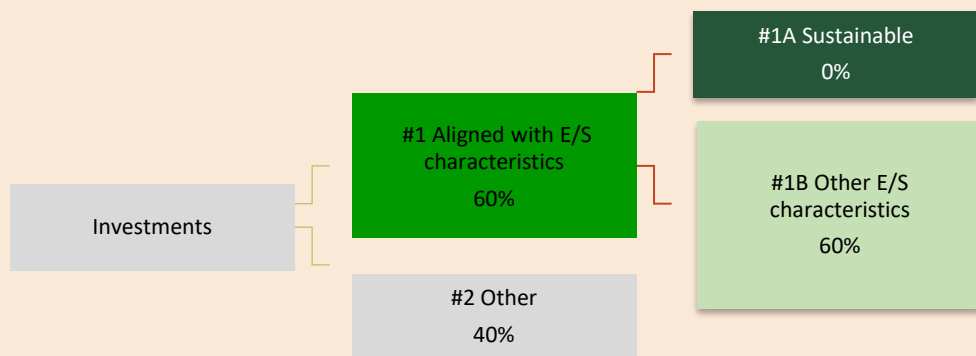 #1A Sustainable
0%
#1 Aligned with E/S
characteristics
60%
#1B Other E/S
characteristics
60%
Investments
#2 Other
40%